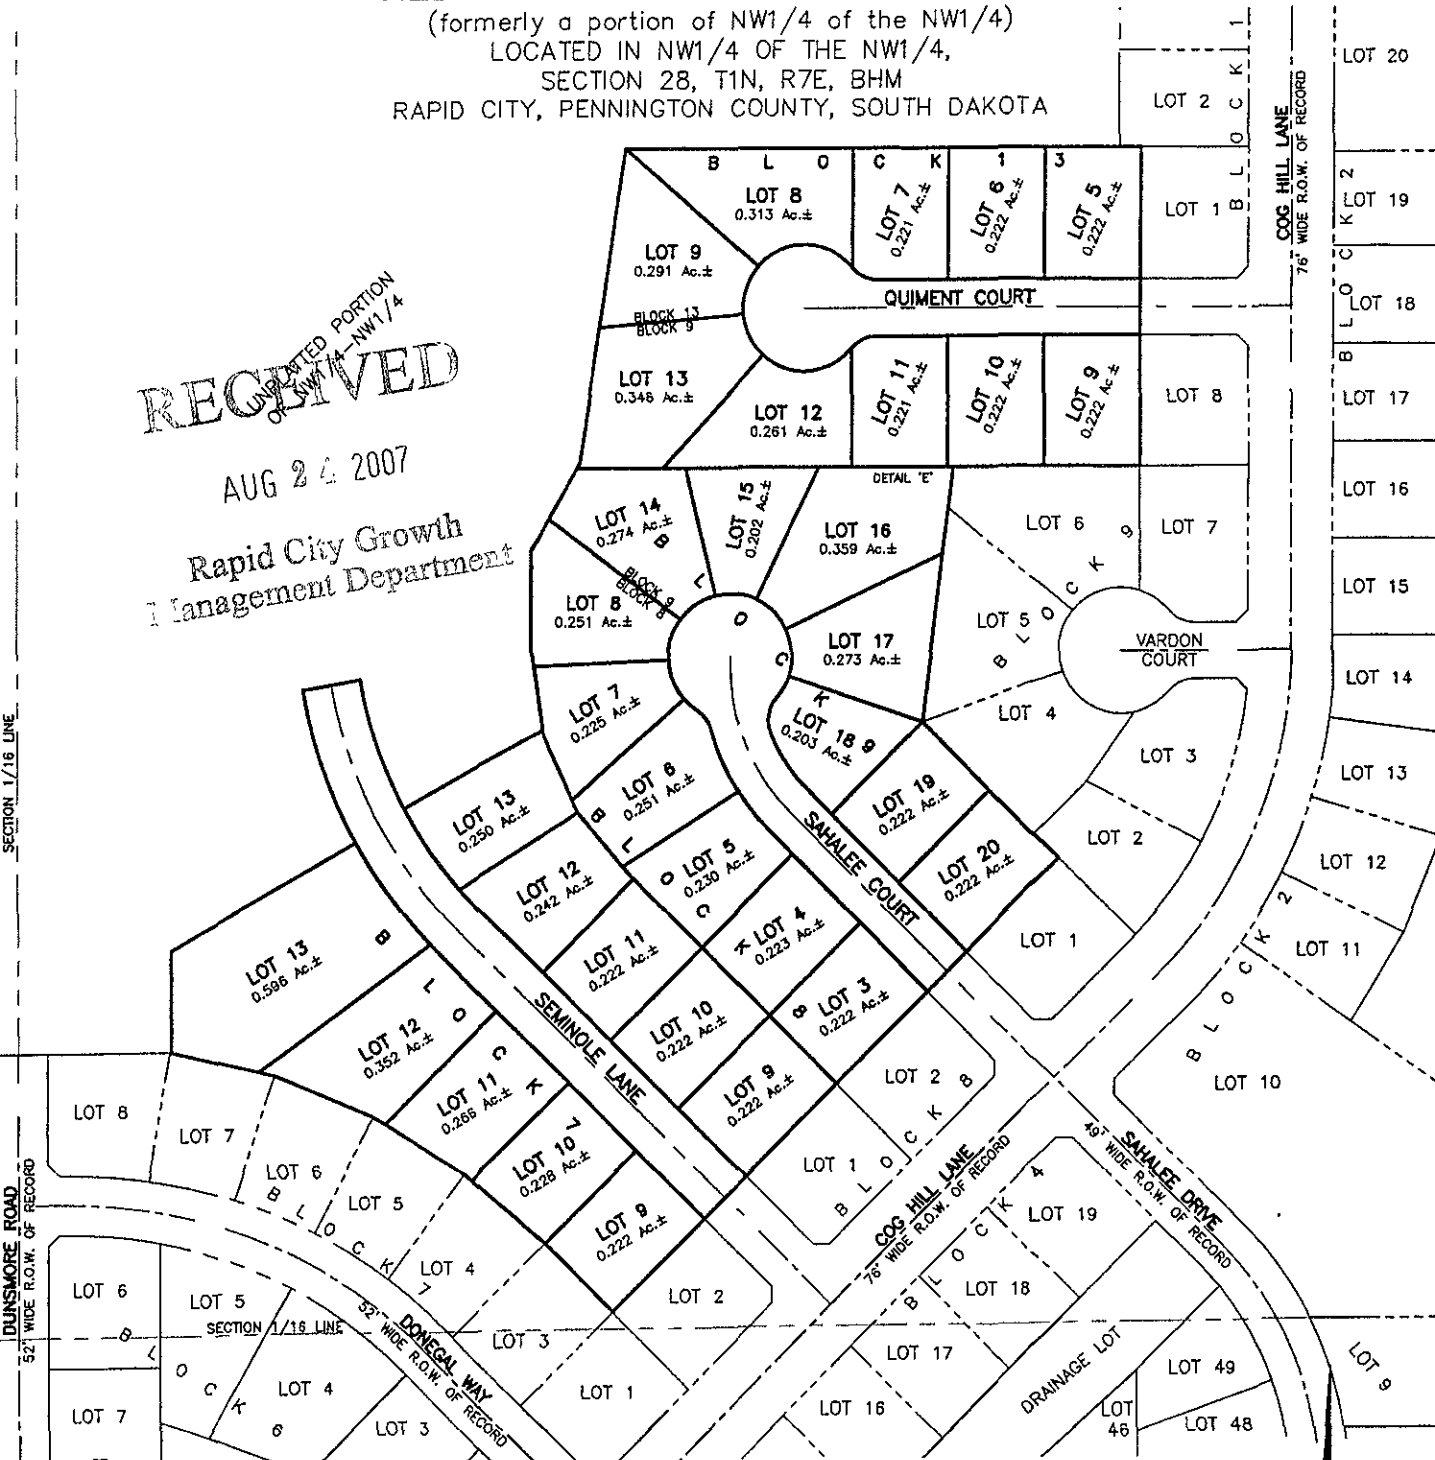 (formerly a portion of NW1/4 of the NW1/4)
LOCATED IN NW1/4 OF THE NW1/4,
SECTION 28, T1N, R7E, BHM
RAPID CITY, PENNINGTON COUNTY, SOUTH DAKOTA
LOT 20
LOT 2
BLOCK 1
COG HILL LANE
76' WIDE R.O.W. OF RECORD
BLOCK 13
LOT 8
0.313 Ac.±
LOT 7
0.221 Ac.±
LOT 6
0.222 Ac.±
LOT 5
0.222 Ac.±
LOT 1
BLOCK 2
LOT 19
LOT 9
0.291 Ac.±
QUIMENT COURT
LOT 18
BLOCK 13
BLOCK 9
UNPLATTED PORTION
OF NW1/4-NW1/4
RECEIVED
AUG 24 2007
Rapid City Growth
Management Department
LOT 13
0.346 Ac.±
LOT 12
0.261 Ac.±
LOT 11
0.221 Ac.±
LOT 10
0.222 Ac.±
LOT 9
0.222 Ac.±
LOT 8
LOT 17
DETAIL "E"
LOT 14
0.274 Ac.±
LOT 15
0.202 Ac.±
LOT 16
0.359 Ac.±
BLOCK 9
LOT 6
BLOCK 9
LOT 7
LOT 16
BLOCK 9
BLOCK 8
LOT 8
0.251 Ac.±
LOT 17
0.273 Ac.±
LOT 5
VARDON
COURT
LOT 15
LOT 14
LOT 7
0.225 Ac.±
LOT 18
0.203 Ac.±
LOT 4
LOT 3
LOT 13
SECTION 1/16 LINE
LOT 6
0.251 Ac.±
LOT 19
0.222 Ac.±
LOT 13
0.250 Ac.±
BLOCK 8
SAHALEE COURT
LOT 20
0.222 Ac.±
LOT 2
LOT 12
LOT 5
0.230 Ac.±
LOT 12
0.242 Ac.±
LOT 4
0.223 Ac.±
LOT 1
BLOCK 2
LOT 11
LOT 11
0.222 Ac.±
LOT 3
0.222 Ac.±
LOT 13
0.596 Ac.±
BLOCK 7
SEMINOLE LANE
LOT 10
0.222 Ac.±
LOT 12
0.352 Ac.±
LOT 9
0.222 Ac.±
LOT 2
BLOCK 8
LOT 10
LOT 11
0.266 Ac.±
LOT 8
LOT 7
LOT 10
0.228 Ac.±
LOT 1
COG HILL LANE
76' WIDE R.O.W. OF RECORD
SAHALEE DRIVE
49' WIDE R.O.W. OF RECORD
LOT 6
BLOCK 7
LOT 5
LOT 9
0.222 Ac.±
BLOCK 4
LOT 19
DUNSMORE ROAD
52' WIDE R.O.W. OF RECORD
LOT 4
LOT 2
LOT 18
LOT 6
LOT 5
BLOCK 6
SECTION 1/16 LINE
DONEGAL WAY
52' WIDE R.O.W. OF RECORD
LOT 3
LOT 17
DRAINAGE LOT
LOT 49
LOT 9
LOT 4
LOT 1
LOT 16
LOT 7
LOT 3
LOT
46
LOT 48